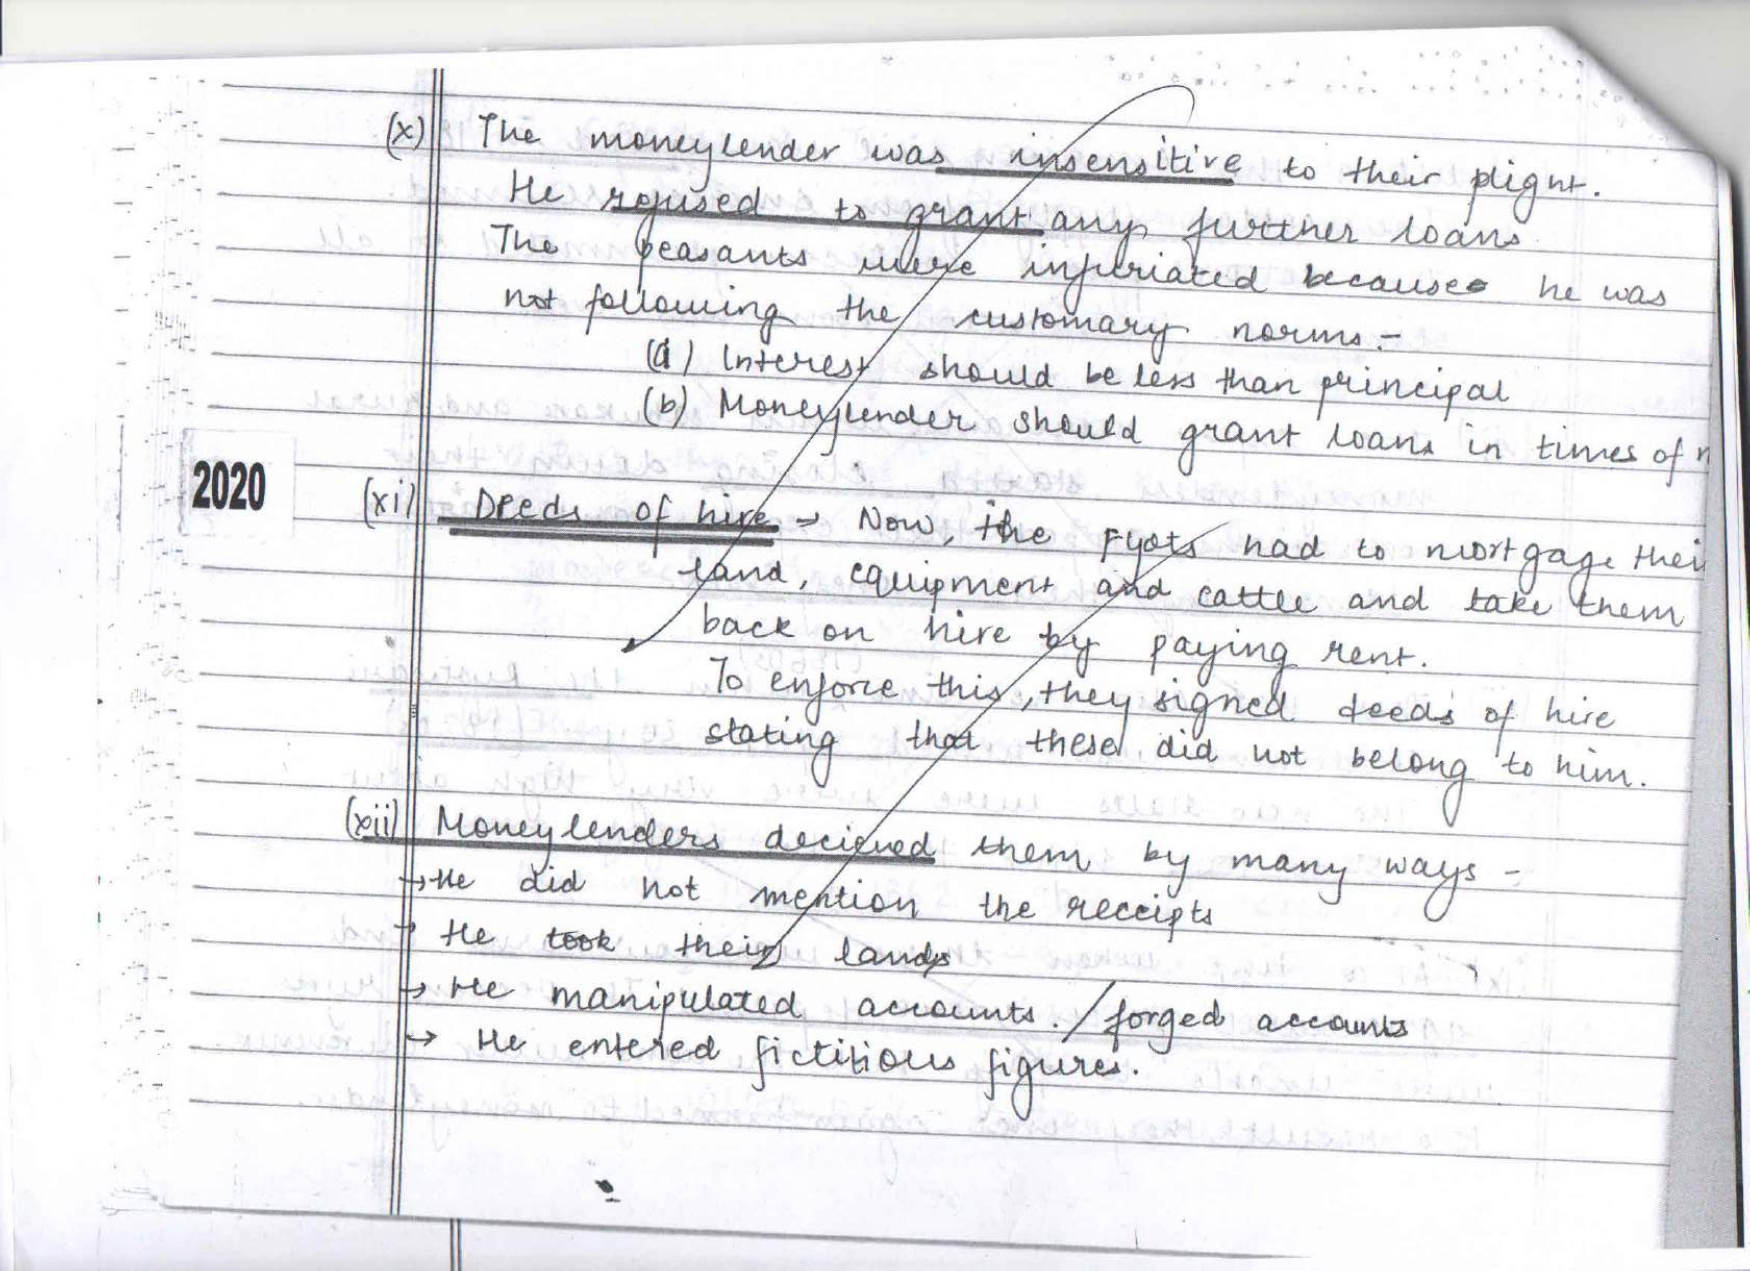 (x) The moneylender was insensitive to their plight.
He refused to grant any further loans
The peasants were infuriated because he was
not following the customary norms :-
(a) Interest should be less than principal
(b) Moneylender should grant loans in times of
2020
(xi) Deeds of hire → Now, the ryots had to mortgage their
land, equipment and cattle and take them
back on hire by paying rent.
To enforce this, they signed deeds of hire
stating that these did not belong to him.
(xii) Moneylenders decieved them by many ways -
→ He did not mention the receipts
→ He took their lands
→ He manipulated accounts. / forged accounts
→ He entered fictitious figures.